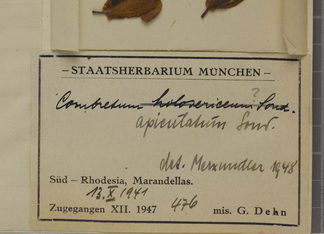 – STAATSHERBARIUM MÜNCHEN –
?
Combretum holosericeum Sond.
apiculatum Sond.
det. Merxmüller 1948
Süd – Rhodesia, Marandellas.
13.X.1941
Zugegangen XII. 1947 476 mis. G. Dehn